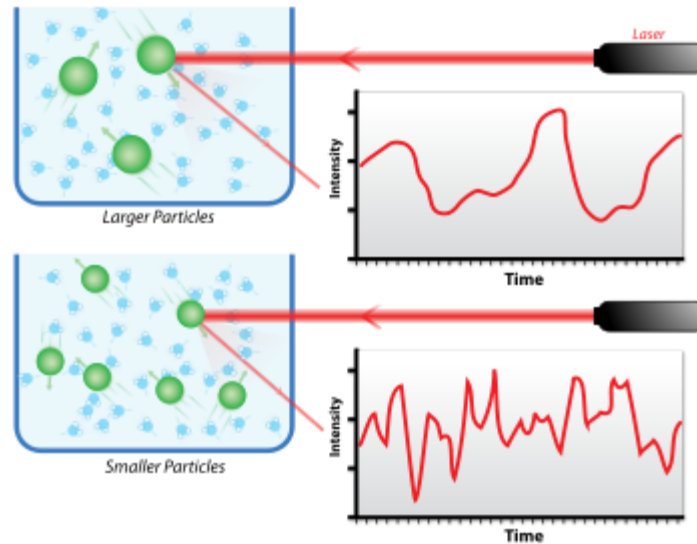 Laser
Intensity
Time
Larger Particles
Intensity
Time
Smaller Particles